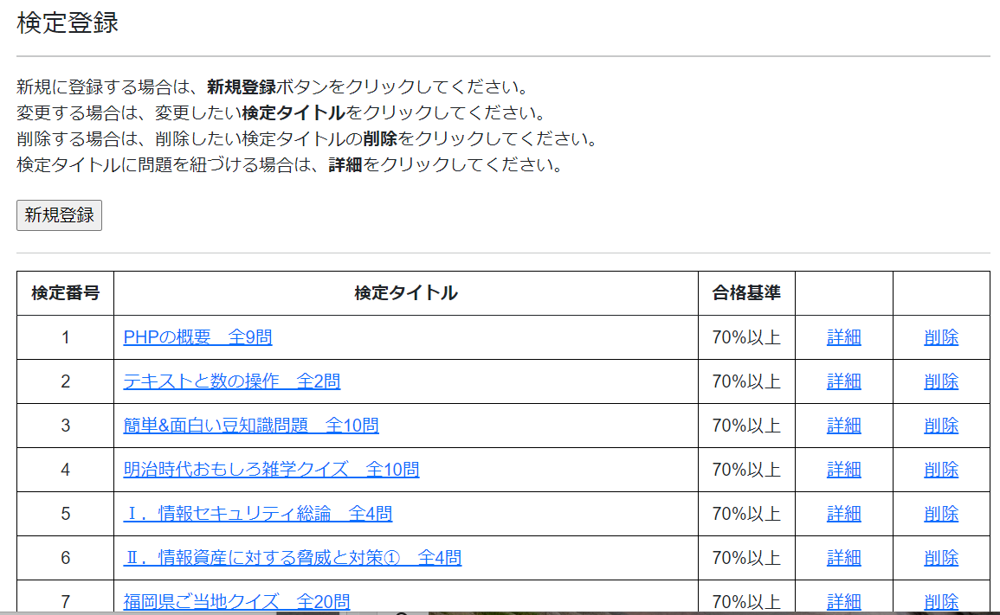 検定登録
新規に登録する場合は、新規登録ボタンをクリックしてください。
変更する場合は、変更したい検定タイトルをクリックしてください。
削除する場合は、削除したい検定タイトルの削除をクリックしてください。
検定タイトルに問題を紐づける場合は、詳細をクリックしてください。
新規登録
検定番号 検定タイトル 合格基準
1 PHPの概要　全9問 70%以上 詳細 削除
2 テキストと数の操作　全2問 70%以上 詳細 削除
3 簡単&面白い豆知識問題　全10問 70%以上 詳細 削除
4 明治時代おもしろ雑学クイズ　全10問 70%以上 詳細 削除
5 Ⅰ．情報セキュリティ総論　全4問 70%以上 詳細 削除
6 Ⅱ．情報資産に対する脅威と対策①　全4問 70%以上 詳細 削除
7 福岡県ご当地クイズ　全20問 70%以上 詳細 削除